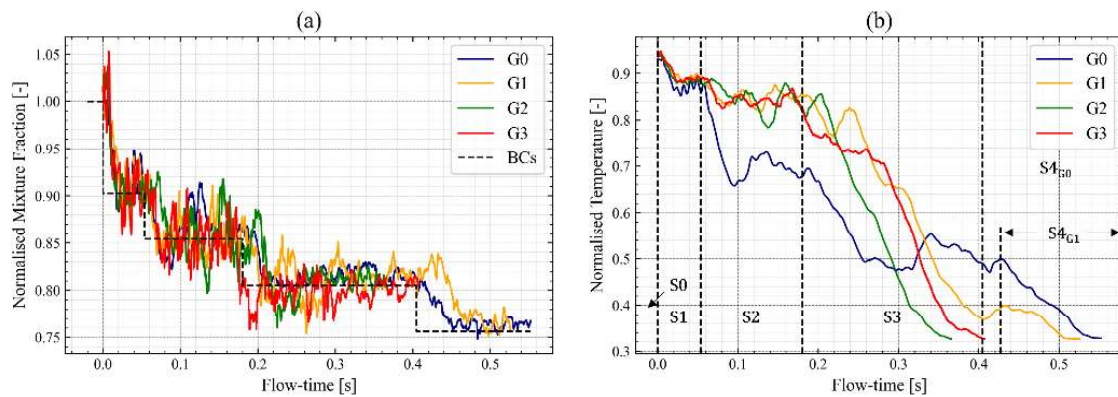 (a)
1.05
1.00
0.95
0.90
0.85
0.80
0.75
Normalised Mixture Fraction [-]
G0
G1
G2
G3
BCs
0.0
0.1
0.2
0.3
0.4
0.5
Flow-time [s]
(b)
0.9
0.8
0.7
0.6
0.5
0.4
0.3
Normalised Temperature [-]
G0
G1
G2
G3
S4G0
S4G1
S0
S1
S2
S3
0.0
0.1
0.2
0.3
0.4
0.5
Flow-time [s]